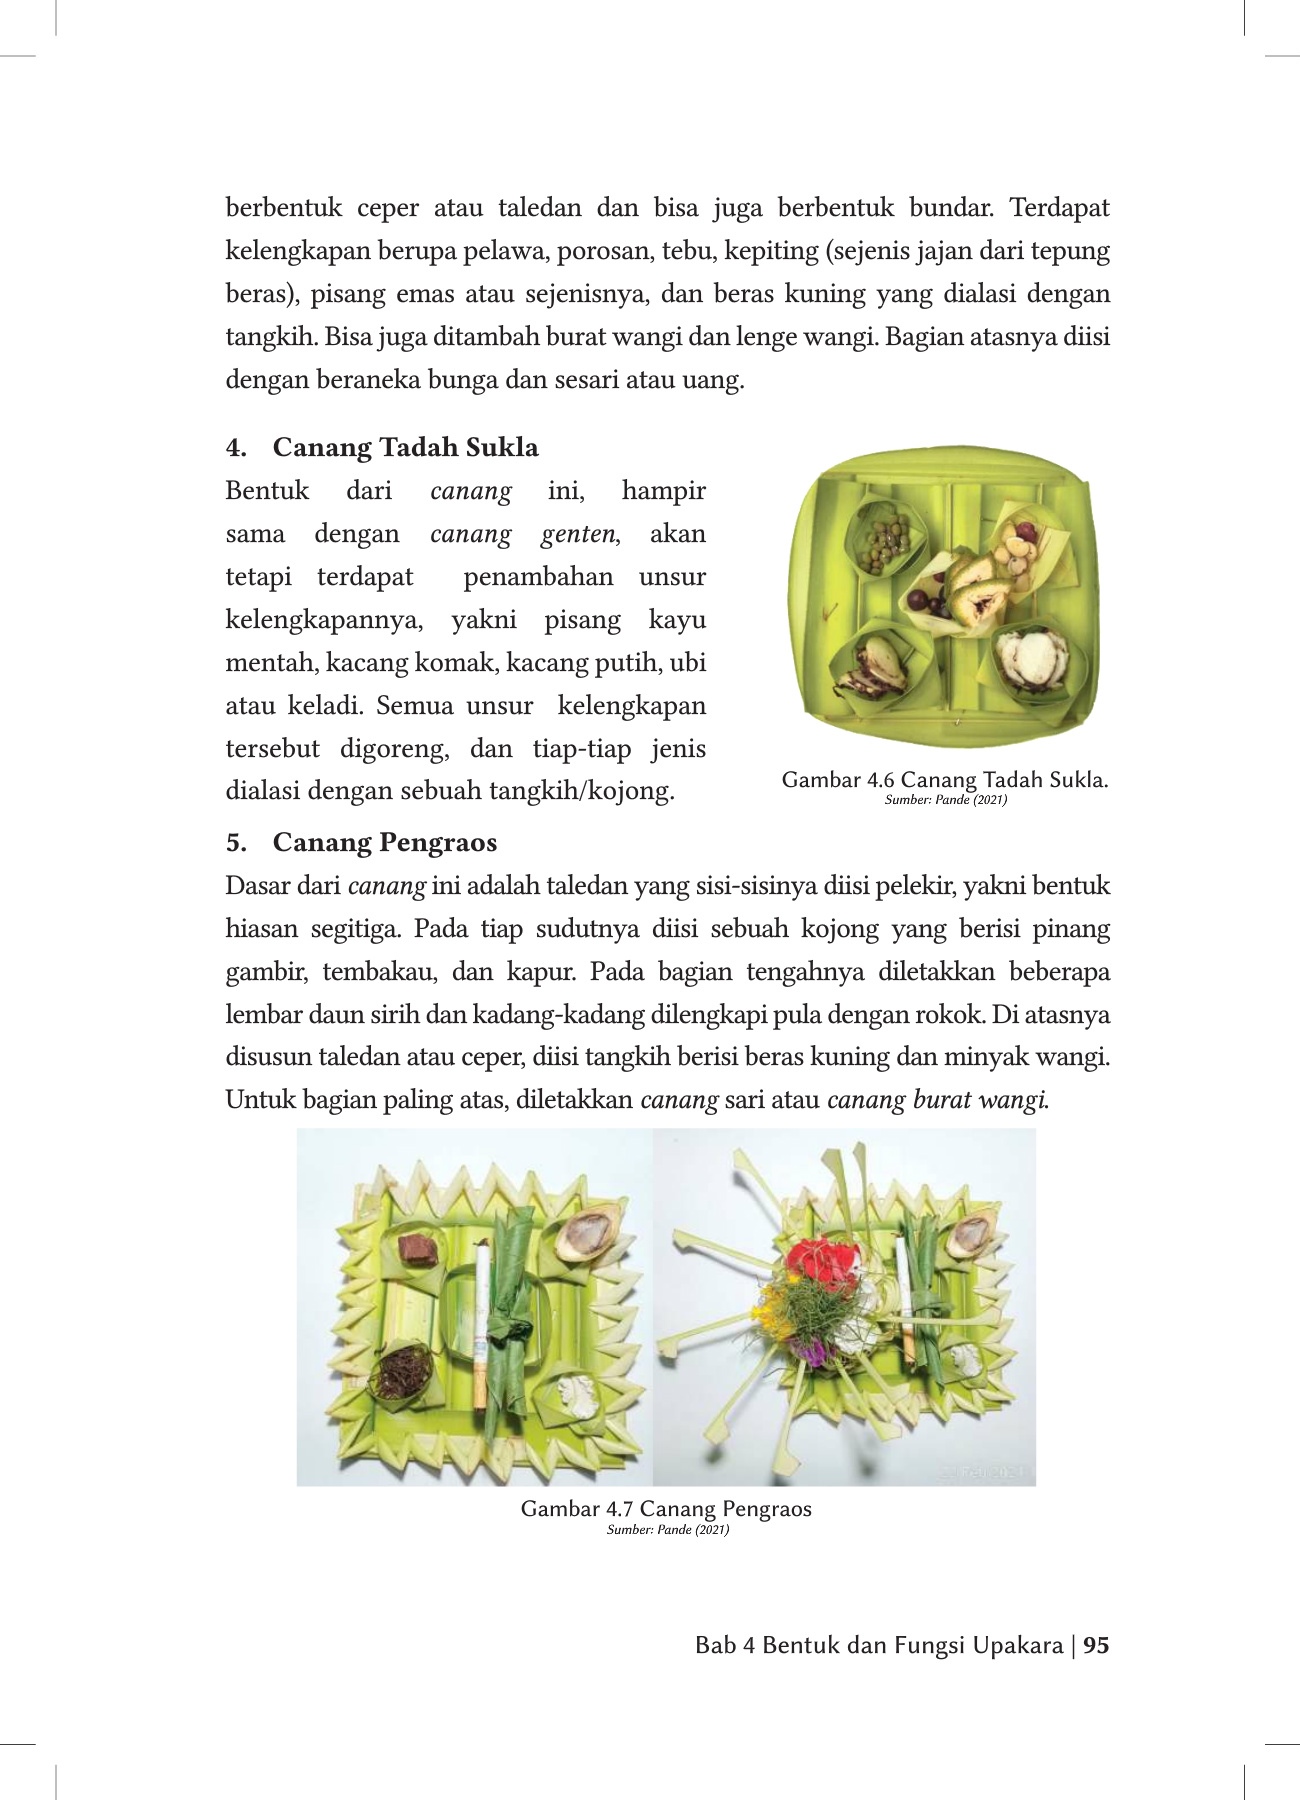 berbentuk ceper atau taledan dan bisa juga berbentuk bundar. Terdapat
kelengkapan berupa pelawa, porosan, tebu, kepiting (sejenis jajan dari tepung
beras), pisang emas atau sejenisnya, dan beras kuning yang dialasi dengan
tangkih. Bisa juga ditambah burat wangi dan lenge wangi. Bagian atasnya diisi
dengan beraneka bunga dan sesari atau uang.
4. Canang Tadah Sukla
Bentuk dari canang ini, hampir
sama dengan canang genten, akan
tetapi terdapat penambahan unsur
kelengkapannya, yakni pisang kayu
mentah, kacang komak, kacang putih, ubi
atau keladi. Semua unsur kelengkapan
tersebut digoreng, dan tiap-tiap jenis
dialasi dengan sebuah tangkih/kojong.
Gambar 4.6 Canang Tadah Sukla.
Sumber: Pande (2021)
5. Canang Pengraos
Dasar dari canang ini adalah taledan yang sisi-sisinya diisi pelekir, yakni bentuk
hiasan segitiga. Pada tiap sudutnya diisi sebuah kojong yang berisi pinang
gambir, tembakau, dan kapur. Pada bagian tengahnya diletakkan beberapa
lembar daun sirih dan kadang-kadang dilengkapi pula dengan rokok. Di atasnya
disusun taledan atau ceper, diisi tangkih berisi beras kuning dan minyak wangi.
Untuk bagian paling atas, diletakkan canang sari atau canang burat wangi.
Gambar 4.7 Canang Pengraos
Sumber: Pande (2021)
Bab 4 Bentuk dan Fungsi Upakara | 95